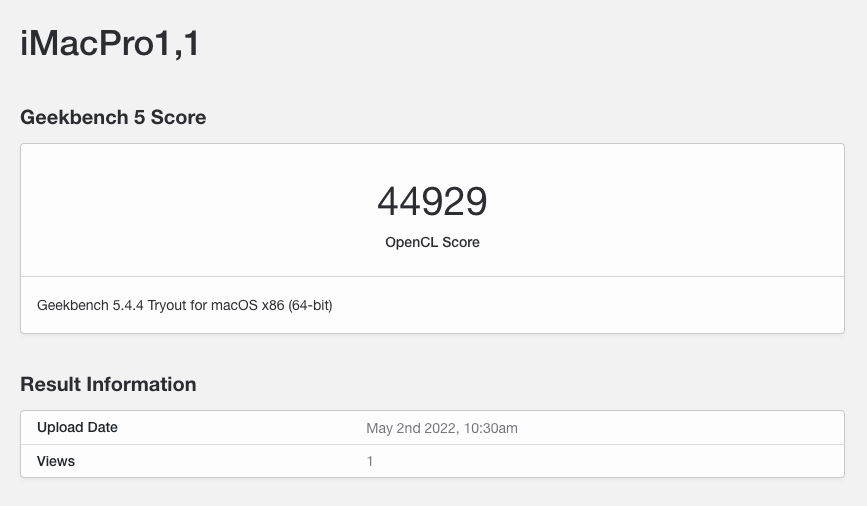 iMacPro1,1
Geekbench 5 Score
44929
OpenCL Score
Geekbench 5.4.4 Tryout for macOS x86 (64-bit)
Result Information
Upload Date May 2nd 2022, 10:30am
Views 1